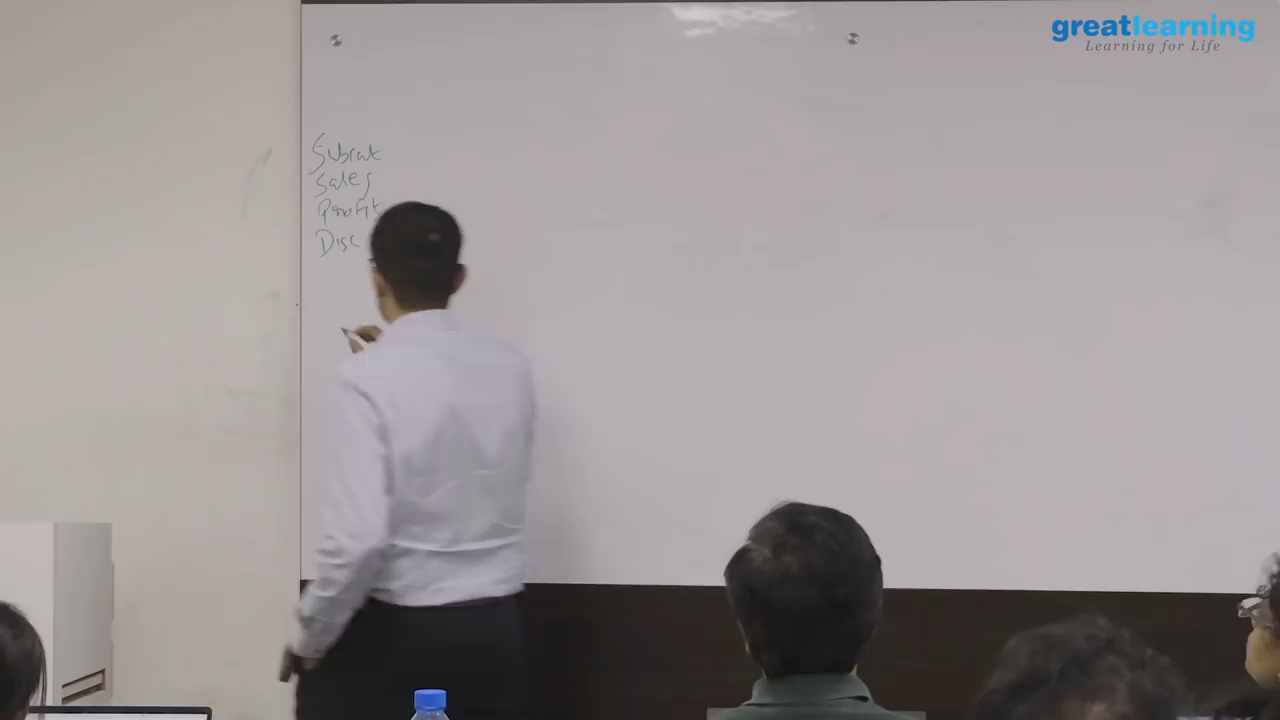 greatlearning
Learning for Life
Subcat
Sales
Profit
Disc